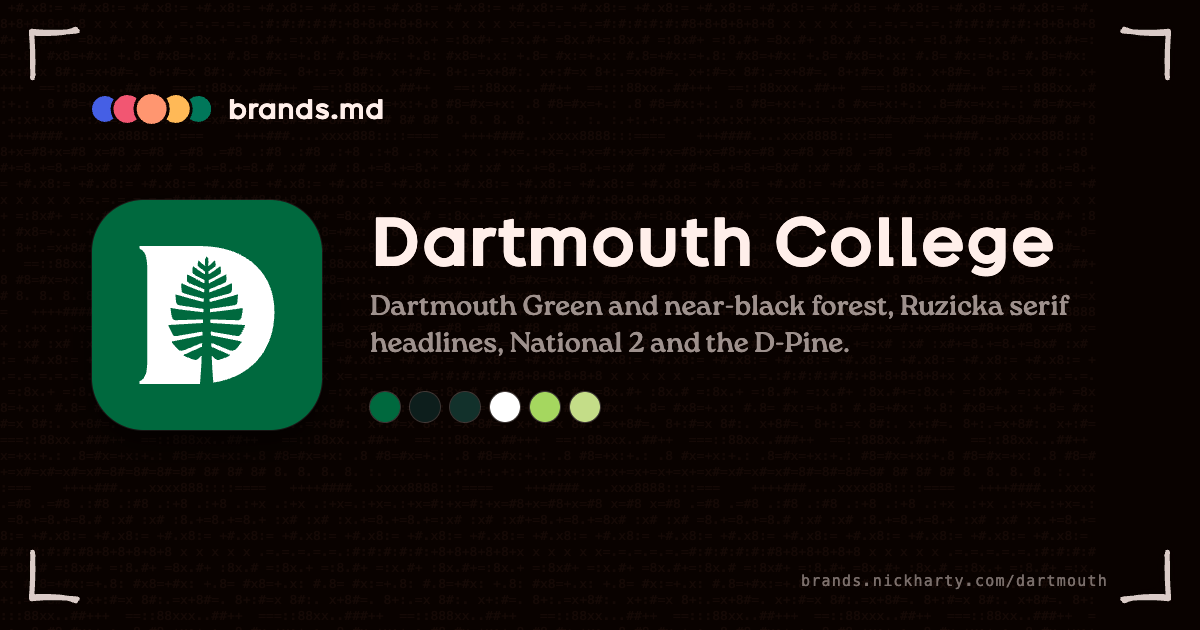 brands.md
D
Dartmouth College
Dartmouth Green and near-black forest, Ruzicka serif
headlines, National 2 and the D-Pine.
brands.nickharty.com/dartmouth